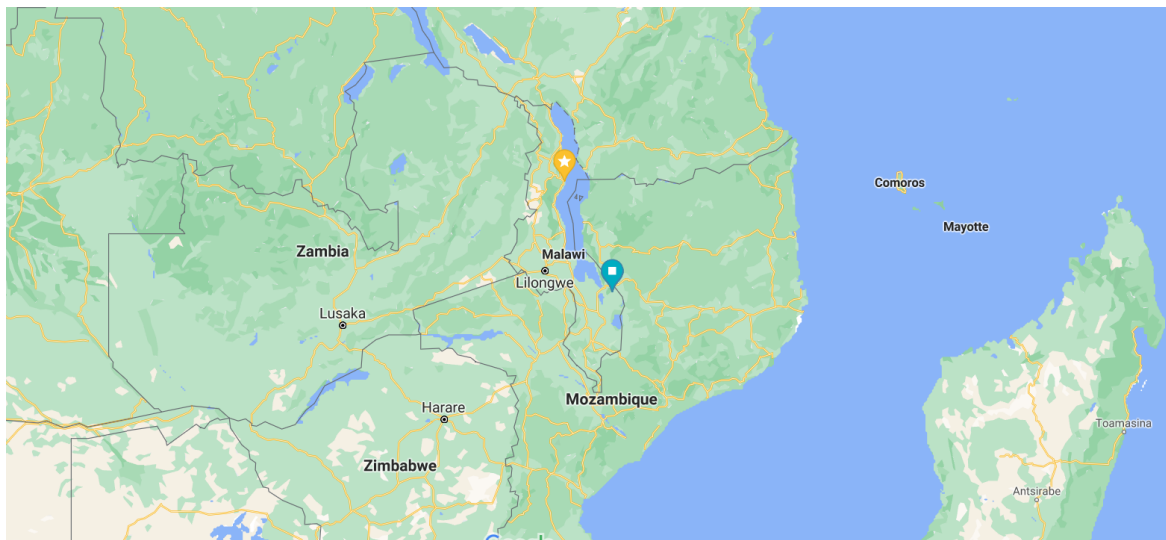 Comoros
Mayotte
Zambia
Malawi
Lilongwe
Lusaka
Mozambique
Harare
Toamasina
Zimbabwe
Antsirabe